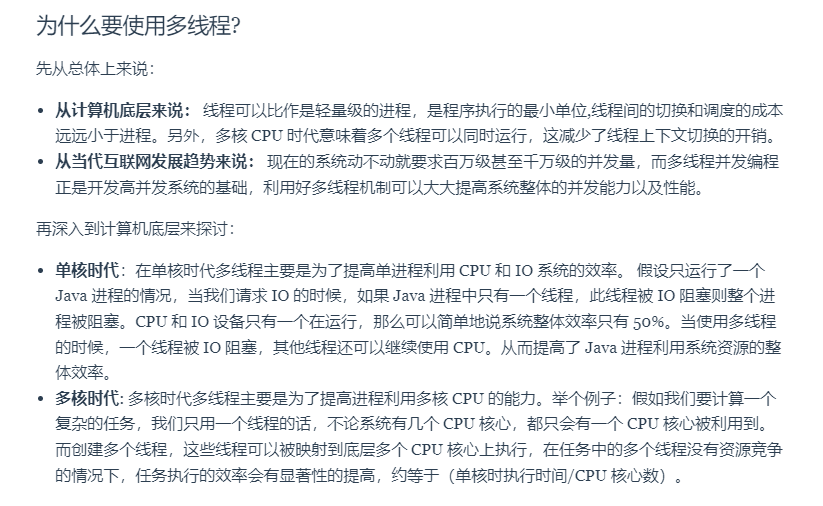 为什么要使用多线程?
先从总体上来说：
• 从计算机底层来说： 线程可以比作是轻量级的进程，是程序执行的最小单位,线程间的切换和调度的成本
远远小于进程。另外，多核 CPU 时代意味着多个线程可以同时运行，这减少了线程上下文切换的开销。
• 从当代互联网发展趋势来说： 现在的系统动不动就要求百万级甚至千万级的并发量，而多线程并发编程
正是开发高并发系统的基础，利用好多线程机制可以大大提高系统整体的并发能力以及性能。
再深入到计算机底层来探讨：
• 单核时代：在单核时代多线程主要是为了提高单进程利用 CPU 和 IO 系统的效率。 假设只运行了一个
Java 进程的情况，当我们请求 IO 的时候，如果 Java 进程中只有一个线程，此线程被 IO 阻塞则整个进
程被阻塞。CPU 和 IO 设备只有一个在运行，那么可以简单地说系统整体效率只有 50%。当使用多线程
的时候，一个线程被 IO 阻塞，其他线程还可以继续使用 CPU。从而提高了 Java 进程利用系统资源的整
体效率。
• 多核时代: 多核时代多线程主要是为了提高进程利用多核 CPU 的能力。举个例子：假如我们要计算一个
复杂的任务，我们只用一个线程的话，不论系统有几个 CPU 核心，都只会有一个 CPU 核心被利用到。
而创建多个线程，这些线程可以被映射到底层多个 CPU 核心上执行，在任务中的多个线程没有资源竞争
的情况下，任务执行的效率会有显著性的提高，约等于（单核时执行时间/CPU 核心数）。